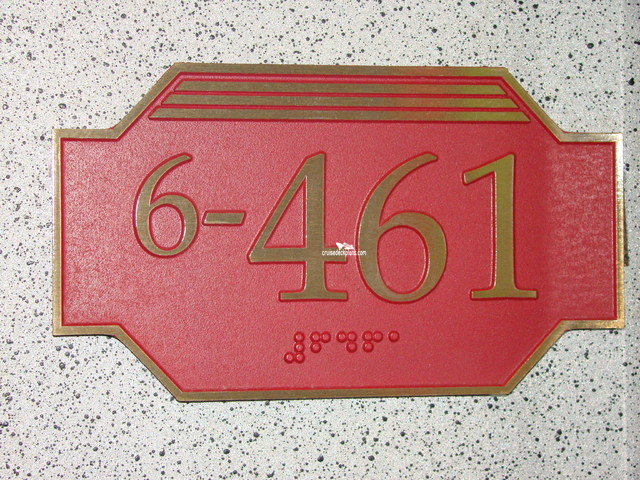 6-461
cruisedeckplans.com
⠼⠋⠙⠋⠁